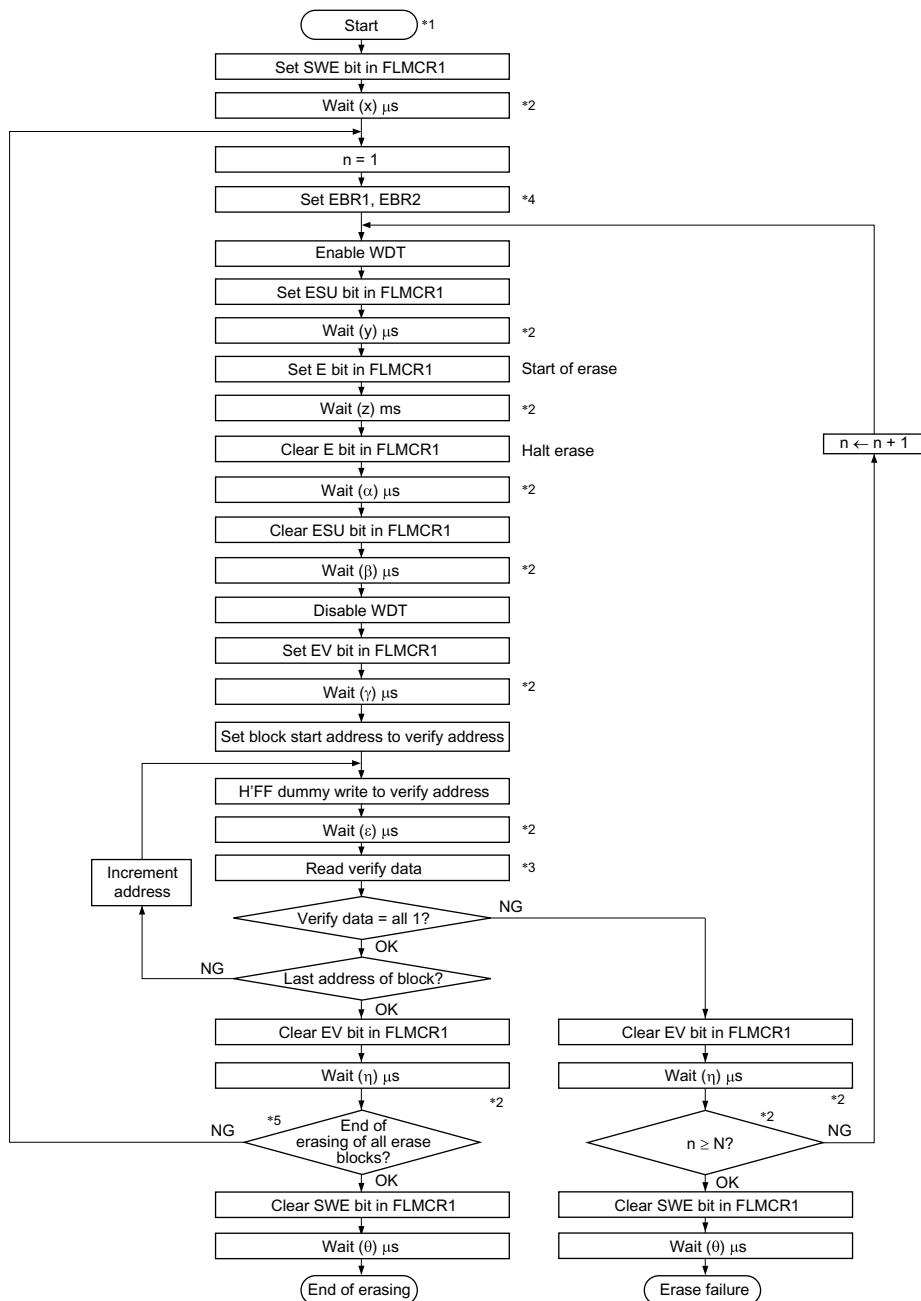 Start *1
Set SWE bit in FLMCR1
Wait (x) μs *2
n = 1
Set EBR1, EBR2 *4
Enable WDT
Set ESU bit in FLMCR1
Wait (y) μs *2
Set E bit in FLMCR1 Start of erase
Wait (z) ms *2
n ← n + 1
Clear E bit in FLMCR1 Halt erase
Wait (α) μs *2
Clear ESU bit in FLMCR1
Wait (β) μs *2
Disable WDT
Set EV bit in FLMCR1
Wait (γ) μs *2
Set block start address to verify address
H'FF dummy write to verify address
Wait (ε) μs *2
Read verify data *3
Increment
address
Verify data = all 1? NG
OK
NG Last address of block?
OK
Clear EV bit in FLMCR1
Wait (η) μs
*2
NG *5
End of
erasing of all erase
blocks?
OK
Clear SWE bit in FLMCR1
Wait (θ) μs
End of erasing
Clear EV bit in FLMCR1
Wait (η) μs
*2
*2
n ≥ N? NG
OK
Clear SWE bit in FLMCR1
Wait (θ) μs
Erase failure